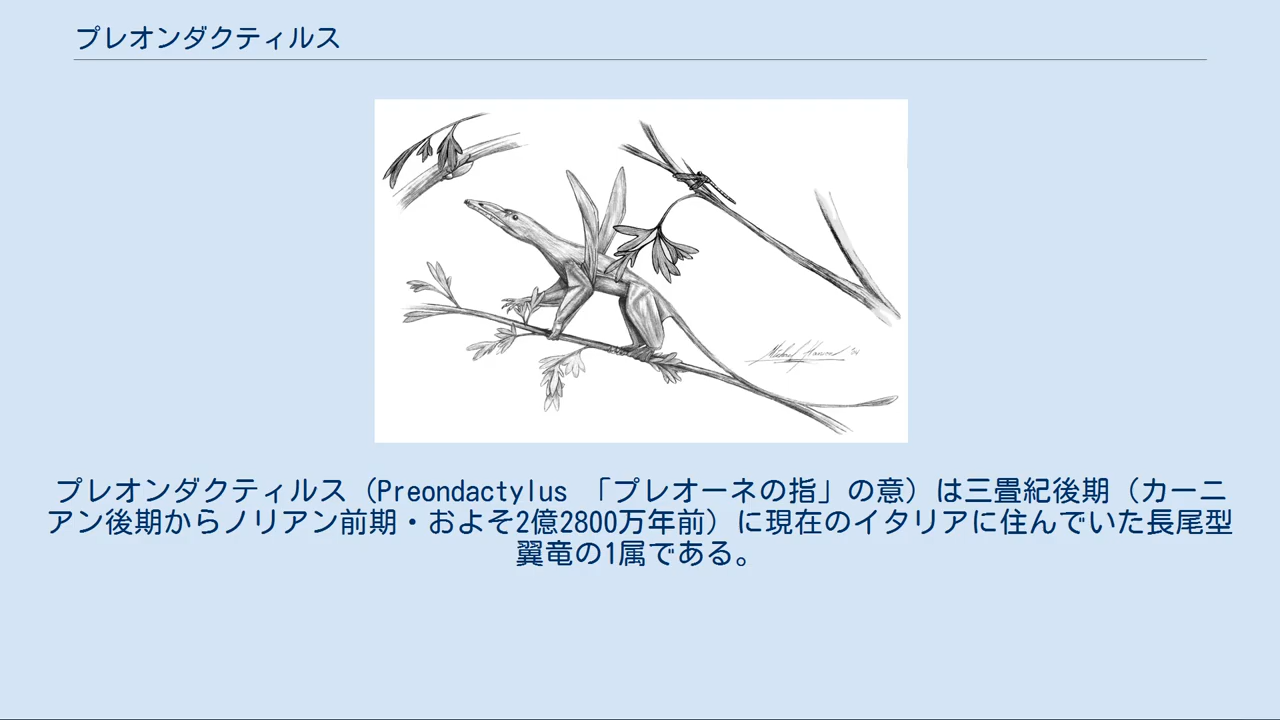 プレオンダクティルス
プレオンダクティルス（Preondactylus 「プレオーネの指」の意）は三畳紀後期（カーニ
アン後期からノリアン前期・およそ2億2800万年前）に現在のイタリアに住んでいた長尾型
翼竜の1属である。